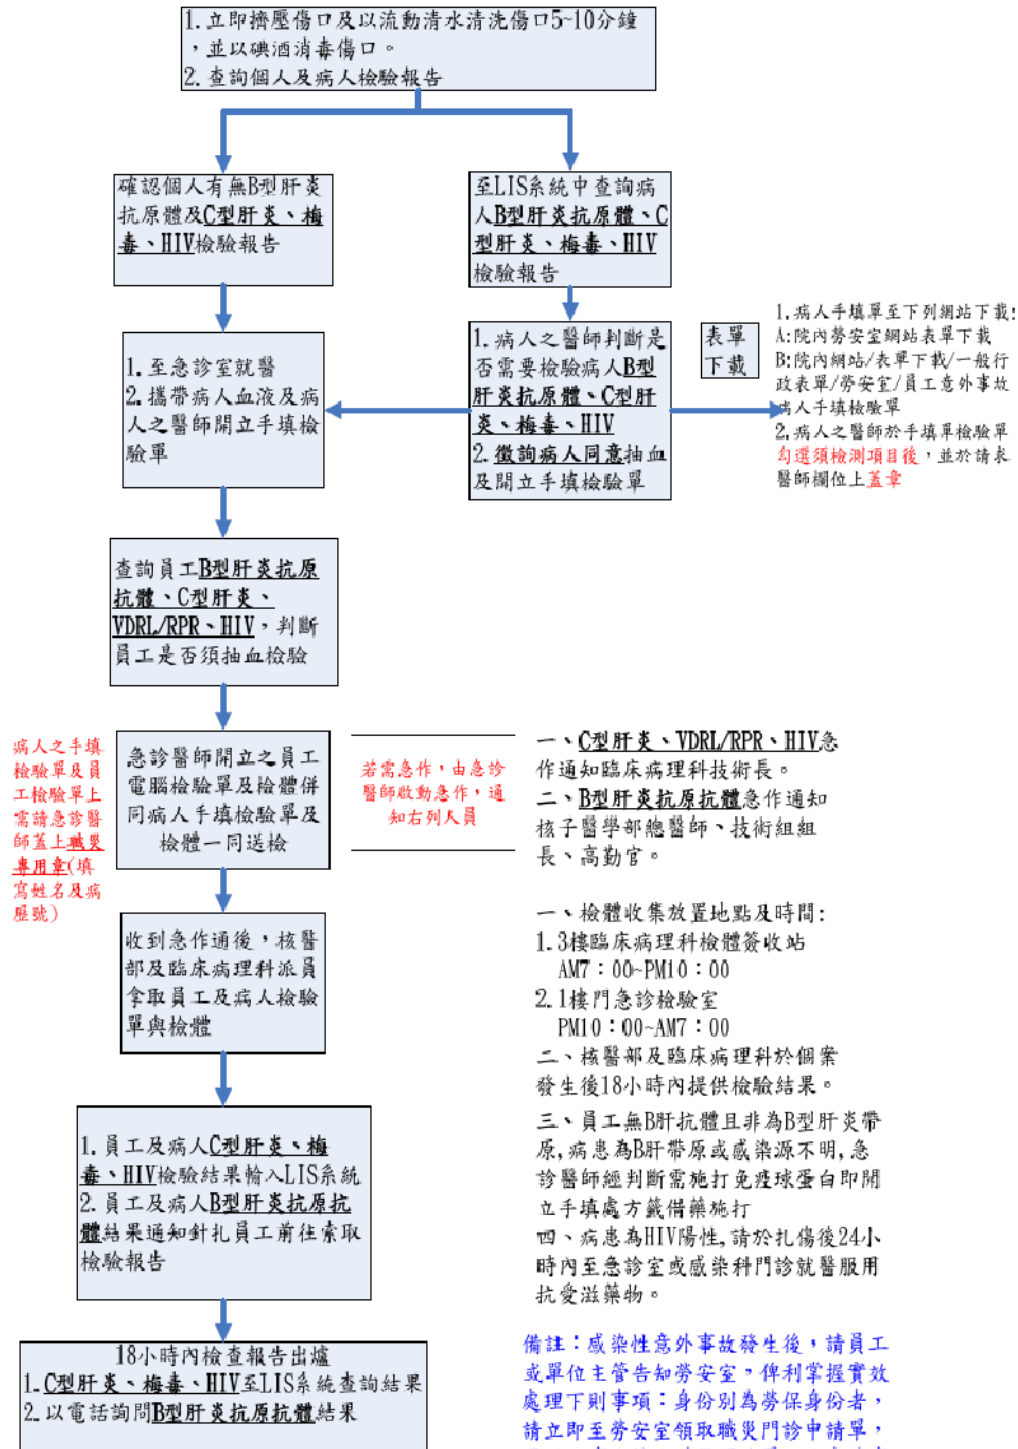 1.立即擠壓傷口及以流動清水清洗傷口5~10分鐘
，並以碘酒消毒傷口。
2.查詢個人及病人檢驗報告
確認個人有無B型肝炎
抗原體及C型肝炎、梅
毒、HIV檢驗報告
至LIS系統中查詢病
人B型肝炎抗原體、C
型肝炎、梅毒、HIV
檢驗報告
1.至急診室就醫
2.攜帶病人血液及病
人之醫師開立手填檢
驗單
1.病人之醫師判斷是
否需要檢驗病人B型
肝炎抗原體、C型肝
炎、梅毒、HIV
2.徵詢病人同意抽血
及開立手填檢驗單
表單
下載
1.病人手填單至下列網站下載:
A:院內勞安室網站表單下載
B:院內網站/表單下載/一般行
政表單/勞安室/員工意外事故
病人手填檢驗單
2.病人之醫師於手填單檢驗單
勾選須檢測項目後，並於請求
醫師欄位上蓋章
查詢員工B型肝炎抗原
抗體、C型肝炎、
VDRL/RPR、HIV，判斷
員工是否須抽血檢驗
病人之手填
檢驗單及員
工檢驗單上
需請急診醫
師蓋上職災
專用章(填
寫姓名及病
歷號)
急診醫師開立之員工
電腦檢驗單及檢體併
同病人手填檢驗單及
檢體一同送檢
若需急作，由急診
醫師啟動急作，通
知右列人員
一、C型肝炎、VDRL/RPR、HIV急
作通知臨床病理科技術長。
二、B型肝炎抗原抗體急作通知
核子醫學部總醫師、技術組組
長、高勤官。
收到急作通後，核醫
部及臨床病理科派員
拿取員工及病人檢驗
單與檢體
一、檢體收集放置地點及時間:
1.3樓臨床病理科檢體簽收站
AM7：00~PM10：00
2.1樓門急診檢驗室
PM10：00~AM7：00
二、核醫部及臨床病理科於個案
發生後18小時內提供檢驗結果。
三、員工無B肝抗體且非為B型肝炎帶
原,病患為B肝帶原或感染源不明,急
診醫師經判斷需施打免疫球蛋白即開
立手填處方籤借藥施打
四、病患為HIV陽性,請於扎傷後24小
時內至急診室或感染科門診就醫服用
抗愛滋藥物。
1.員工及病人C型肝炎、梅
毒、HIV檢驗結果輸入LIS系統
2.員工及病人B型肝炎抗原抗
體結果通知針扎員工前往索取
檢驗報告
18小時內檢查報告出爐
1.C型肝炎、梅毒、HIV至LIS系統查詢結果
2.以電話詢問B型肝炎抗原抗體結果
備註：感染性意外事故發生後，請員工
或單位主管告知勞安室，俾利掌握實效
處理下則事項：身份別為勞保身份者，
請立即至勞安室領取職災門診申請單，